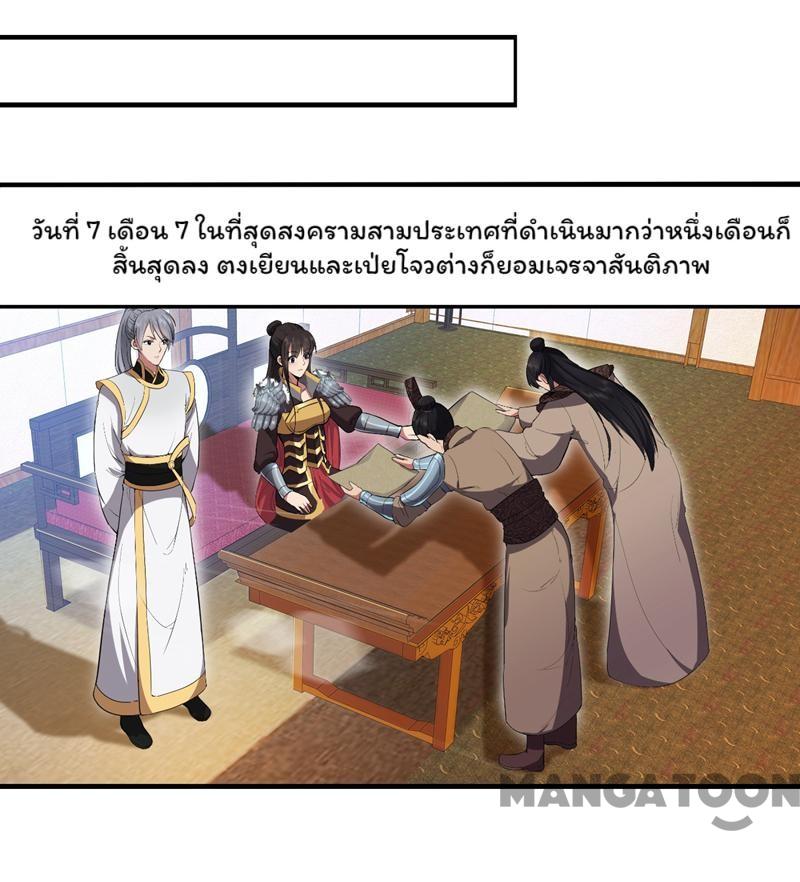 วันที่ 7 เดือน 7 ในที่สุดสงครามสามประเทศที่ดำเนินมากว่าหนึ่งเดือนก็
สิ้นสุดลง ตงเยียนและเป่ยโจวต่างก็ยอมเจรจาสันติภาพ
MANGATOON